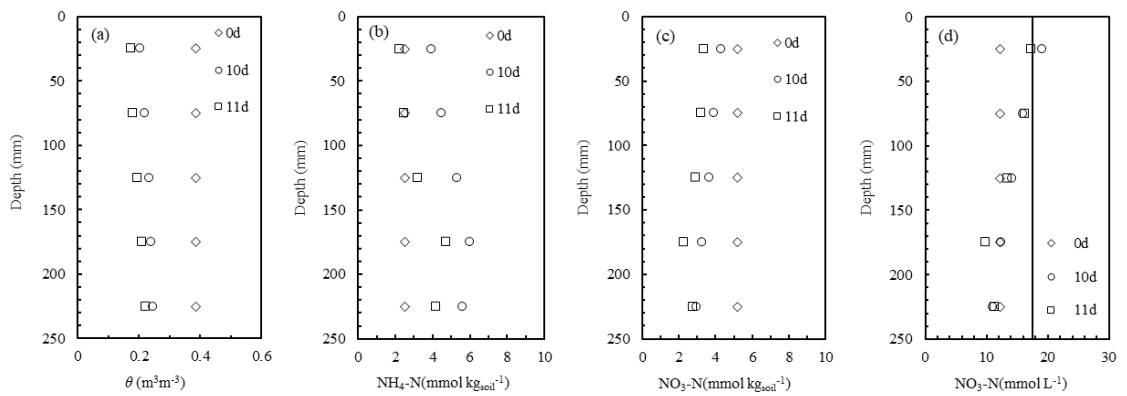 (a)
0
50
100
150
200
250
Depth (mm)
0
0.2
0.4
0.6
θ (m³m⁻³)
0d
10d
11d
(b)
0
50
100
150
200
250
Depth (mm)
0
2
4
6
8
10
NH₄-N(mmol kgsoil⁻¹)
0d
10d
11d
(c)
0
50
100
150
200
250
Depth (mm)
0
2
4
6
8
10
NO₃-N(mmol kgsoil⁻¹)
0d
10d
11d
(d)
0
50
100
150
200
250
Depth (mm)
0
10
20
30
NO₃-N(mmol L⁻¹)
0d
10d
11d